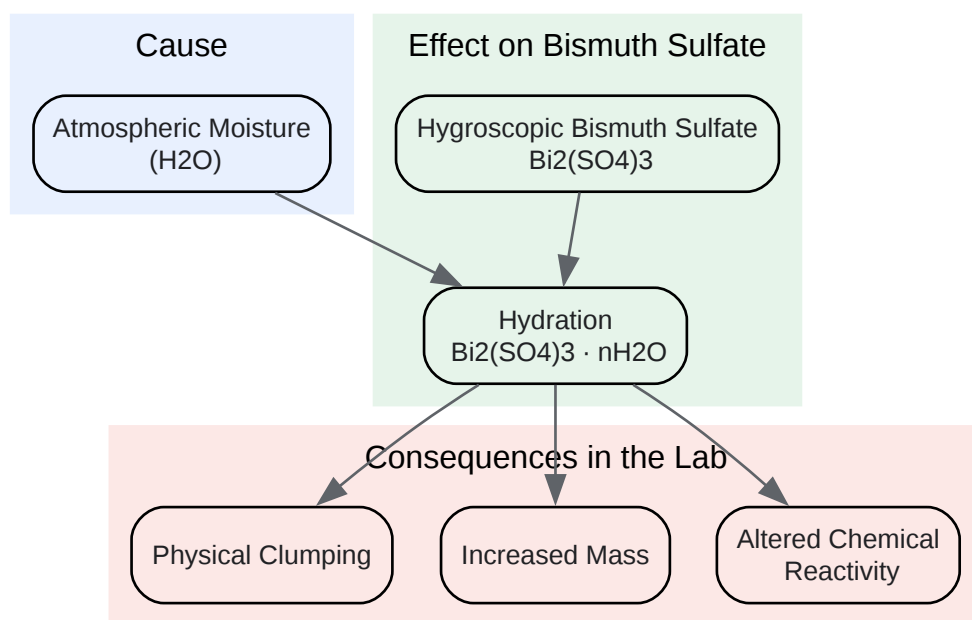 Cause
Effect on Bismuth Sulfate
Atmospheric Moisture
(H2O)
Hygroscopic Bismuth Sulfate
Bi2(SO4)3
Hydration
Bi2(SO4)3 · nH2O
Consequences in the Lab
Physical Clumping
Increased Mass
Altered Chemical
Reactivity